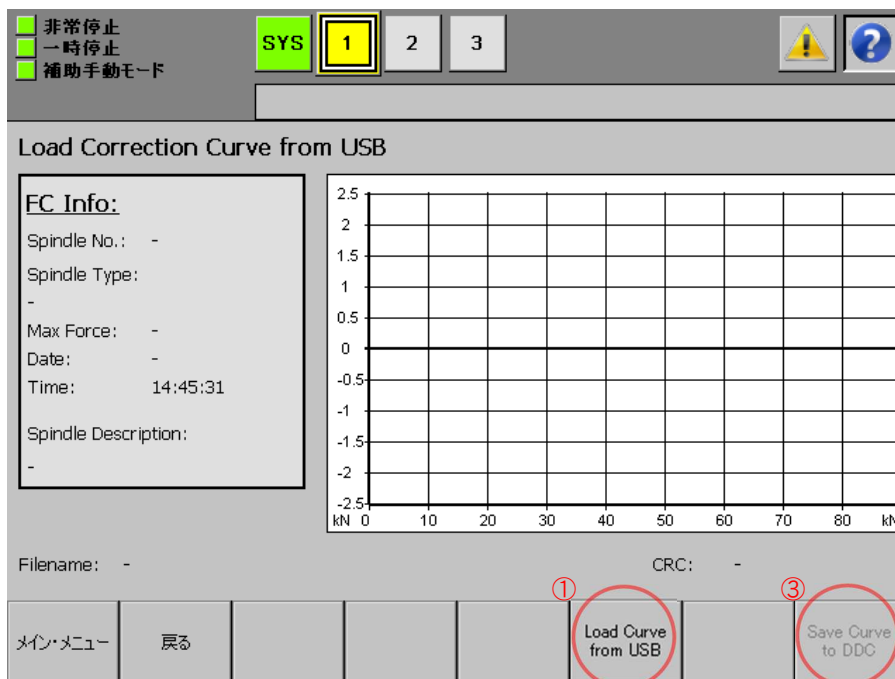 非常停止
一時停止
補助手動モード
SYS
1
2
3
Load Correction Curve from USB
FC Info:
Spindle No.: -
Spindle Type:
-
Max Force: -
Date: -
Time: 14:45:31
Spindle Description:
-
2.5
2
1.5
1
0.5
0
-0.5
-1
-1.5
-2
-2.5
kN 0 10 20 30 40 50 60 70 80 kN
Filename: -
CRC: -
① ③
メイン・メニュー
戻る
Load Curve
from USB
Save Curve
to DDC